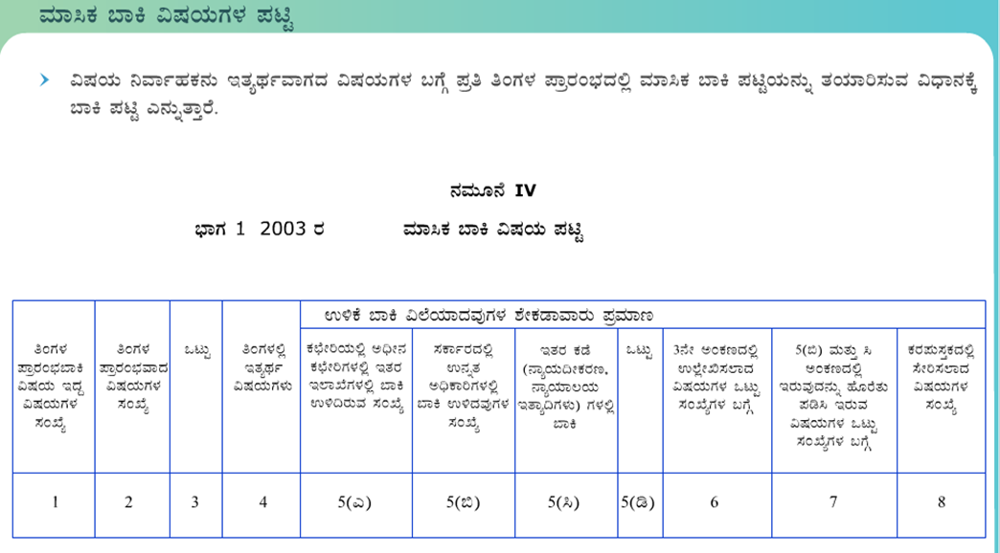 ಮಾಸಿಕ ಬಾಕಿ ವಿಷಯಗಳ ಪಟ್ಟಿ
ವಿಷಯ ನಿರ್ವಾಹಕನು ಇತ್ಯರ್ಥವಾಗದ ವಿಷಯಗಳ ಬಗ್ಗೆ ಪ್ರತಿ ತಿಂಗಳ ಪ್ರಾರಂಭದಲ್ಲಿ ಮಾಸಿಕ ಬಾಕಿ ಪಟ್ಟಿಯನ್ನು ತಯಾರಿಸುವ ವಿಧಾನಕ್ಕೆ
ಬಾಕಿ ಪಟ್ಟಿ ಎನ್ನುತ್ತಾರೆ.
ನಮೂನೆ IV
ಭಾಗ 1 2003 ರ ಮಾಸಿಕ ಬಾಕಿ ವಿಷಯ ಪಟ್ಟಿ
ಉಳಿಕೆ ಬಾಕಿ ವಿಲೆಯಾದವುಗಳ ಶೇಕಡಾವಾರು ಪ್ರಮಾಣ
ತಿಂಗಳ
ಪ್ರಾರಂಭಬಾಕಿ
ವಿಷಯ ಇದ್ದ
ವಿಷಯಗಳ
ಸಂಖ್ಯೆ
ತಿಂಗಳ
ಪ್ರಾರಂಭವಾದ
ವಿಷಯಗಳ
ಸಂಖ್ಯೆ
ಒಟ್ಟು
ತಿಂಗಳಲ್ಲಿ
ಇತ್ಯರ್ಥ
ವಿಷಯಗಳು
ಕಛೇರಿಯಲ್ಲಿ ಅಧೀನ
ಕಛೇರಿಗಳಲ್ಲಿ ಇತರ
ಇಲಾಖೆಗಳಲ್ಲಿ ಬಾಕಿ
ಉಳಿದಿರುವ ಸಂಖ್ಯೆ
ಸರ್ಕಾರದಲ್ಲಿ
ಉನ್ನತ
ಅಧಿಕಾರಿಗಳಲ್ಲಿ
ಬಾಕಿ ಉಳಿದವುಗಳ
ಸಂಖ್ಯೆ
ಇತರ ಕಡೆ
(ನ್ಯಾಯದೀಕರಣ,
ನ್ಯಾಯಾಲಯ
ಇತ್ಯಾದಿಗಳು) ಗಳಲ್ಲಿ
ಬಾಕಿ
ಒಟ್ಟು
3ನೇ ಅಂಕಣದಲ್ಲಿ
ಉಲ್ಲೇಖಿಸಲಾದ
ವಿಷಯಗಳ ಒಟ್ಟು
ಸಂಖ್ಯೆಗಳ ಬಗ್ಗೆ
5(ಬಿ) ಮತ್ತು ಸಿ
ಅಂಕಣದಲ್ಲಿ
ಇರುವುದನ್ನು ಹೊರೆತು
ಪಡಿಸಿ ಇರುವ
ವಿಷಯಗಳ ಒಟ್ಟು
ಸಂಖ್ಯೆಗಳ ಬಗ್ಗೆ
ಕರಪುಸ್ತಕದಲ್ಲಿ
ಸೇರಿಸಲಾದ
ವಿಷಯಗಳ
ಸಂಖ್ಯೆ
1 2 3 4 5(ಎ) 5(ಬಿ) 5(ಸಿ) 5(ಡಿ) 6 7 8